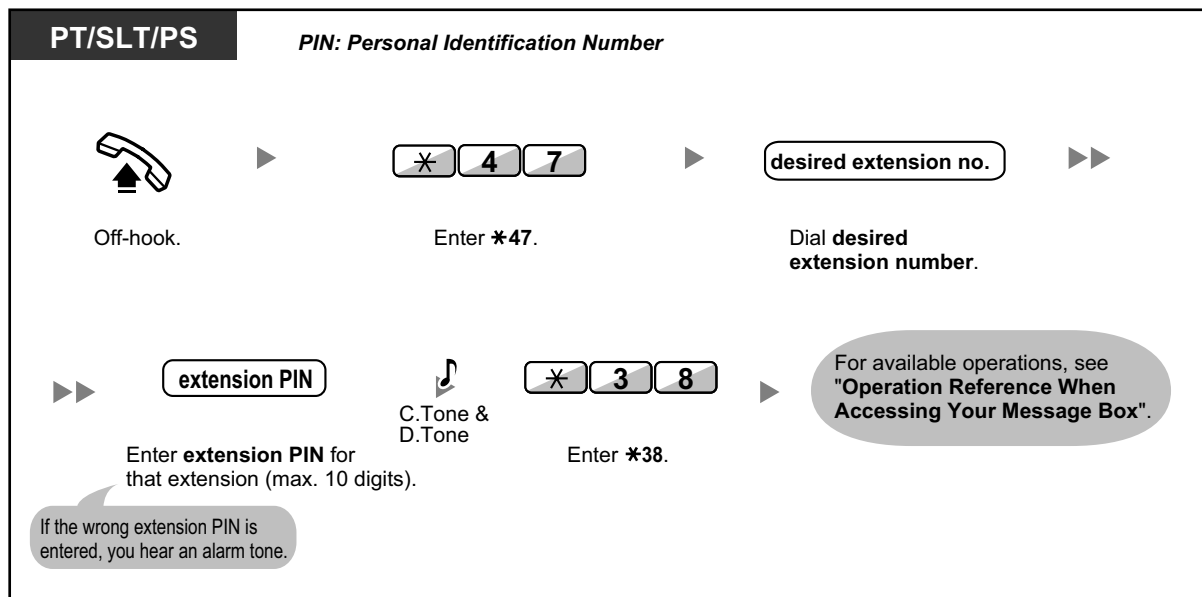 PT/SLT/PS
PIN: Personal Identification Number
* 4 7
desired extension no.
Off-hook.
Enter *47.
Dial desired
extension number.
extension PIN
C.Tone &
D.Tone
* 3 8
For available operations, see
"Operation Reference When
Accessing Your Message Box".
Enter extension PIN for
that extension (max. 10 digits).
Enter *38.
If the wrong extension PIN is
entered, you hear an alarm tone.